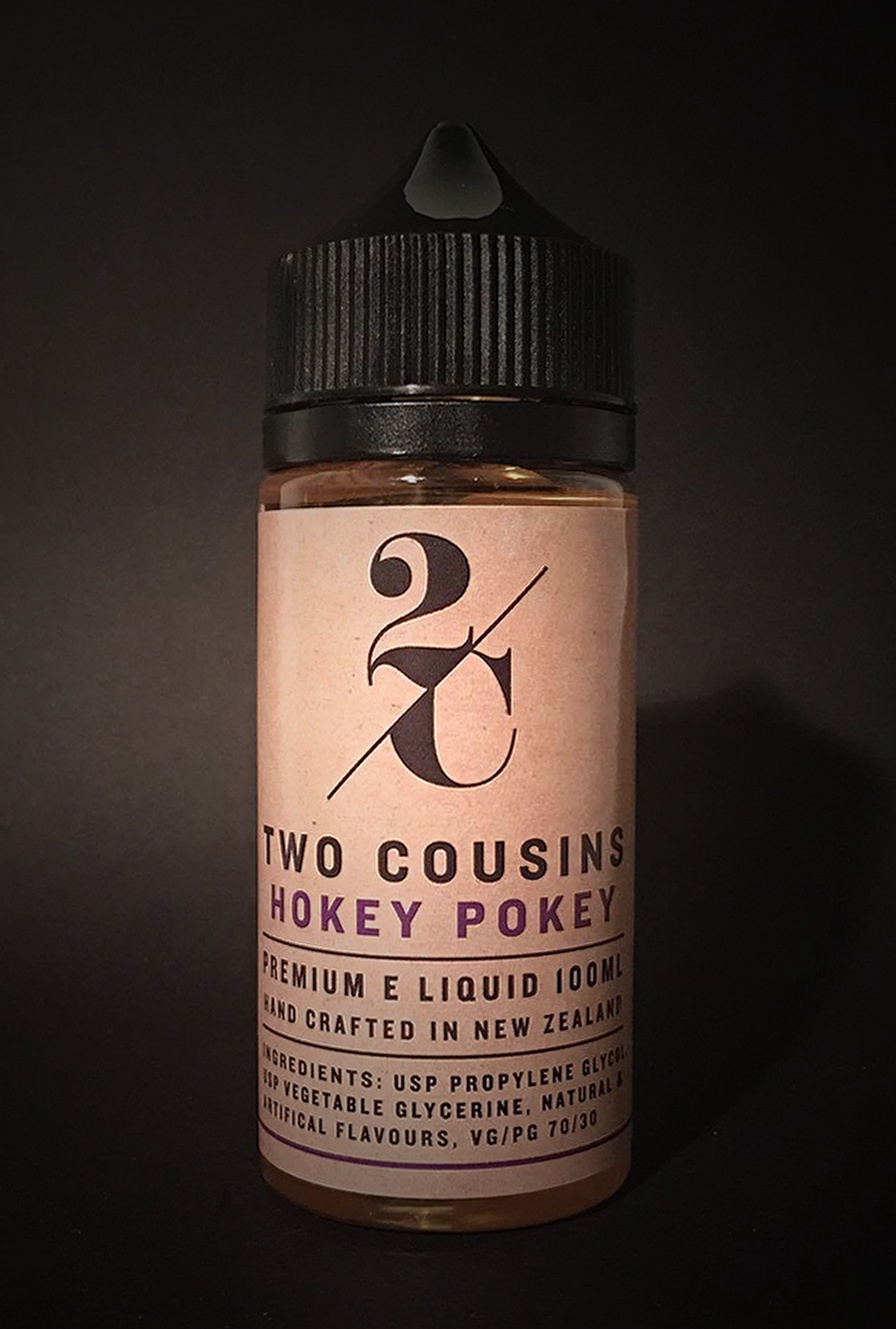 2
C
TWO COUSINS
HOKEY POKEY
PREMIUM E LIQUID 100ML
HAND CRAFTED IN NEW ZEALAND
INGREDIENTS: USP PROPYLENE GLYCOL,
USP VEGETABLE GLYCERINE, NATURAL &
ARTIFICAL FLAVOURS, VG/PG 70/30